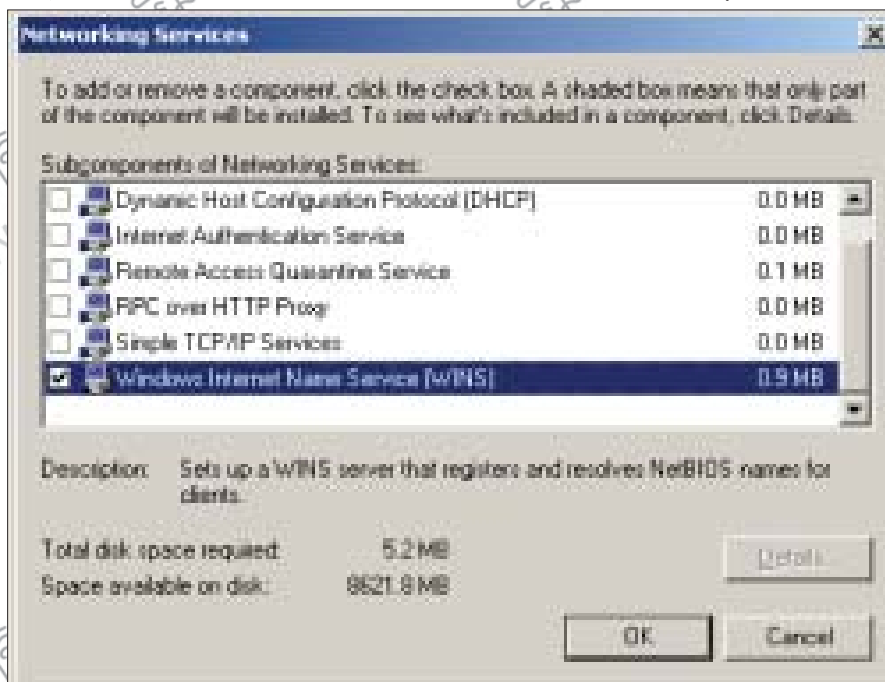 Networking Services
To add or remove a component, click the check box. A shaded box means that only part
of the component will be installed. To see what's included in a component, click Details.
Subcomponents of Networking Services:
Dynamic Host Configuration Protocol (DHCP) 0.0 MB
Internet Authentication Service 0.0 MB
Remote Access Quarantine Service 0.1 MB
RPC over HTTP Proxy 0.0 MB
Simple TCP/IP Services 0.0 MB
Windows Internet Name Service (WINS) 0.9 MB
Description: Sets up a WINS server that registers and resolves NetBIOS names for
clients.
Total disk space required: 5.2 MB
Details...
Space available on disk: MB
OK Cancel